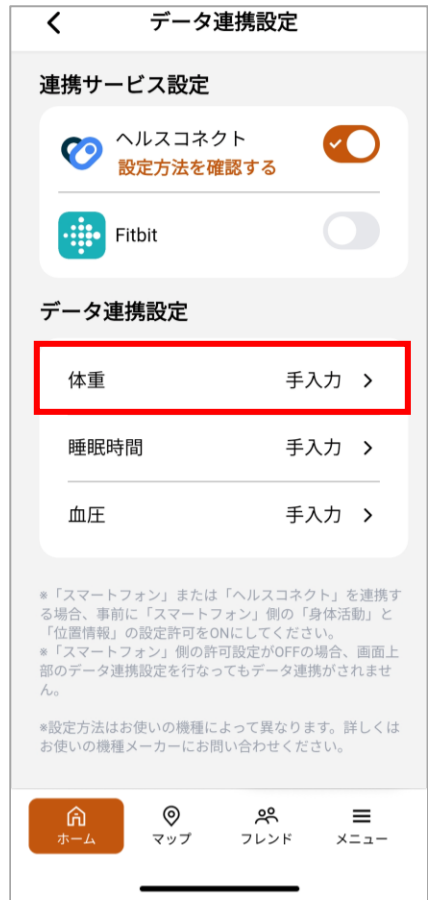 データ連携設定
連携サービス設定
ヘルスコネクト
設定方法を確認する
Fitbit
データ連携設定
体重 手入力
睡眠時間 手入力
血圧 手入力
※「スマートフォン」または「ヘルスコネクト」を連携す
る場合、事前に「スマートフォン」側の「身体活動」と
「位置情報」の設定許可をONにしてください。
※「スマートフォン」側の許可設定がOFFの場合、画面上
部のデータ連携設定を行なってもデータ連携がされませ
ん。
※設定方法はお使いの機種によって異なります。詳しくは
お使いの機種メーカーにお問い合わせください。
ホーム マップ フレンド メニュー